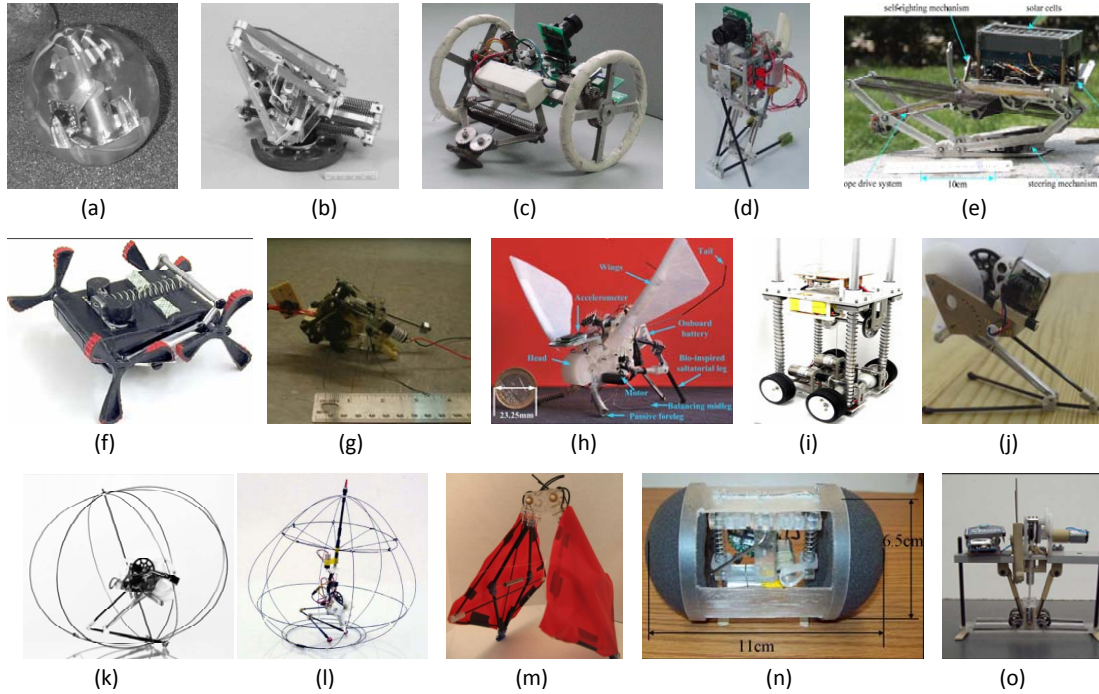 self-righting mechanism
solar cells
ope drive system
10cm
steering mechanism
(a)
(b)
(c)
(d)
(e)
Tail
Wings
Accelerometer
Onboard
battery
Head
Bio-inspired
saltatorial leg
Motor
23.25mm
Balancing midleg
Passive foreleg
(f)
(g)
(h)
(i)
(j)
6.5cm
11cm
(k)
(l)
(m)
(n)
(o)